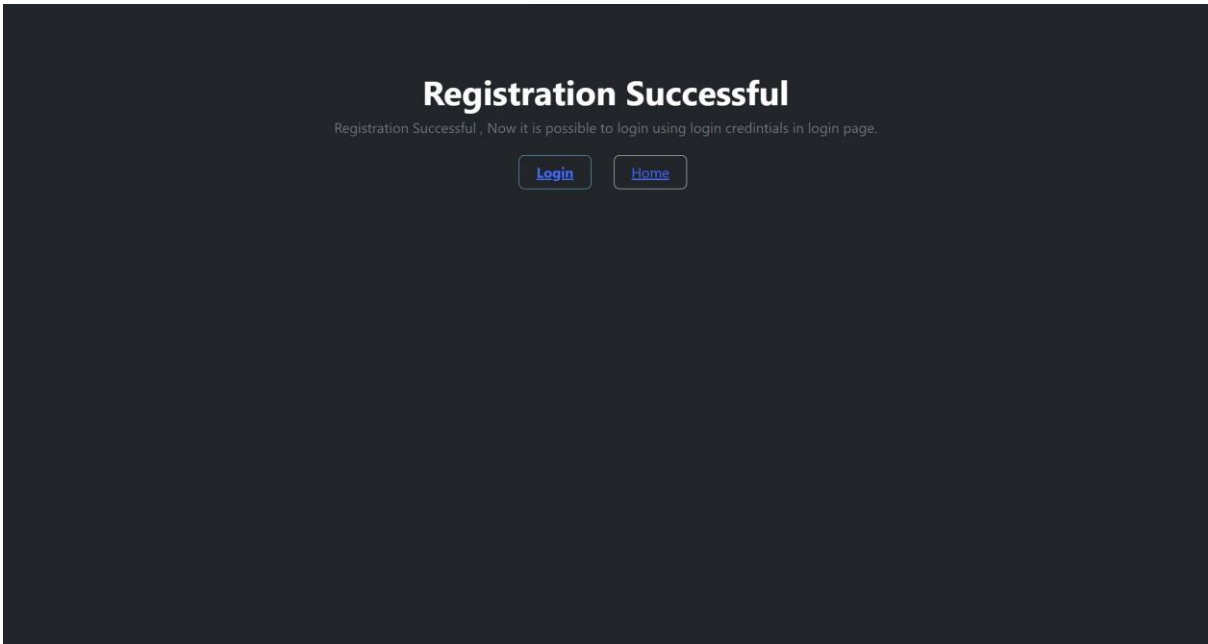 Registration Successful
Registration Successful , Now it is possible to login using login credintials in login page.
Login Home